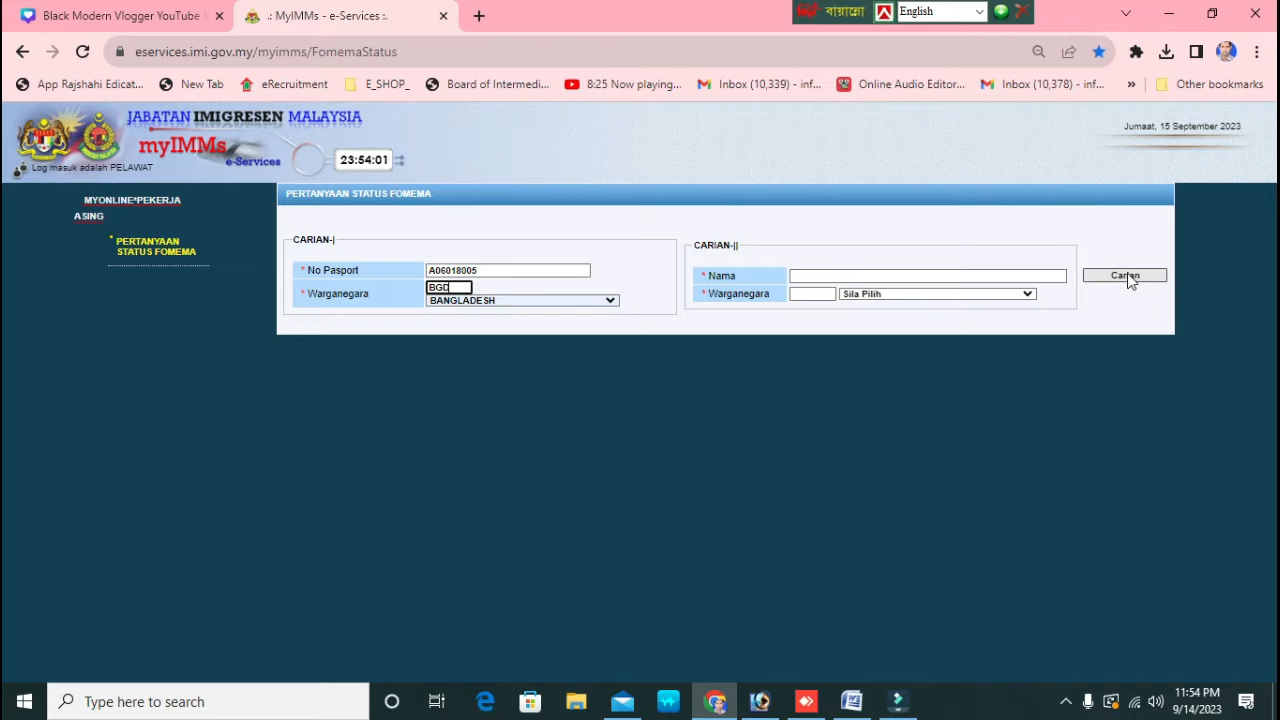 Black Modern Vlogger YouTube I
.: MyIMMs - e-Services :.
বায়ান্নো
English
eservices.imi.gov.my/myimms/FomemaStatus
App Rajshahi Edicat...
New Tab
eRecruitment
E_SHOP_
Board of Intermedi...
8:25 Now playing...
Inbox (10,339) - inf...
Online Audio Editor...
Inbox (10,378) - inf...
»
Other bookmarks
JABATAN IMIGRESEN MALAYSIA
myIMMs
e-Services
23:54:01
Log masuk adalah PELAWAT
Jumaat, 15 September 2023
MYONLINE*PEKERJA
ASING
PERTANYAAN
STATUS FOMEMA
PERTANYAAN STATUS FOMEMA
CARIAN-|
* No Pasport
A06018005
* Warganegara
BGD
BANGLADESH
CARIAN-||
* Nama
* Warganegara
Sila Pilih
Carian
Type here to search
11:54 PM
9/14/2023